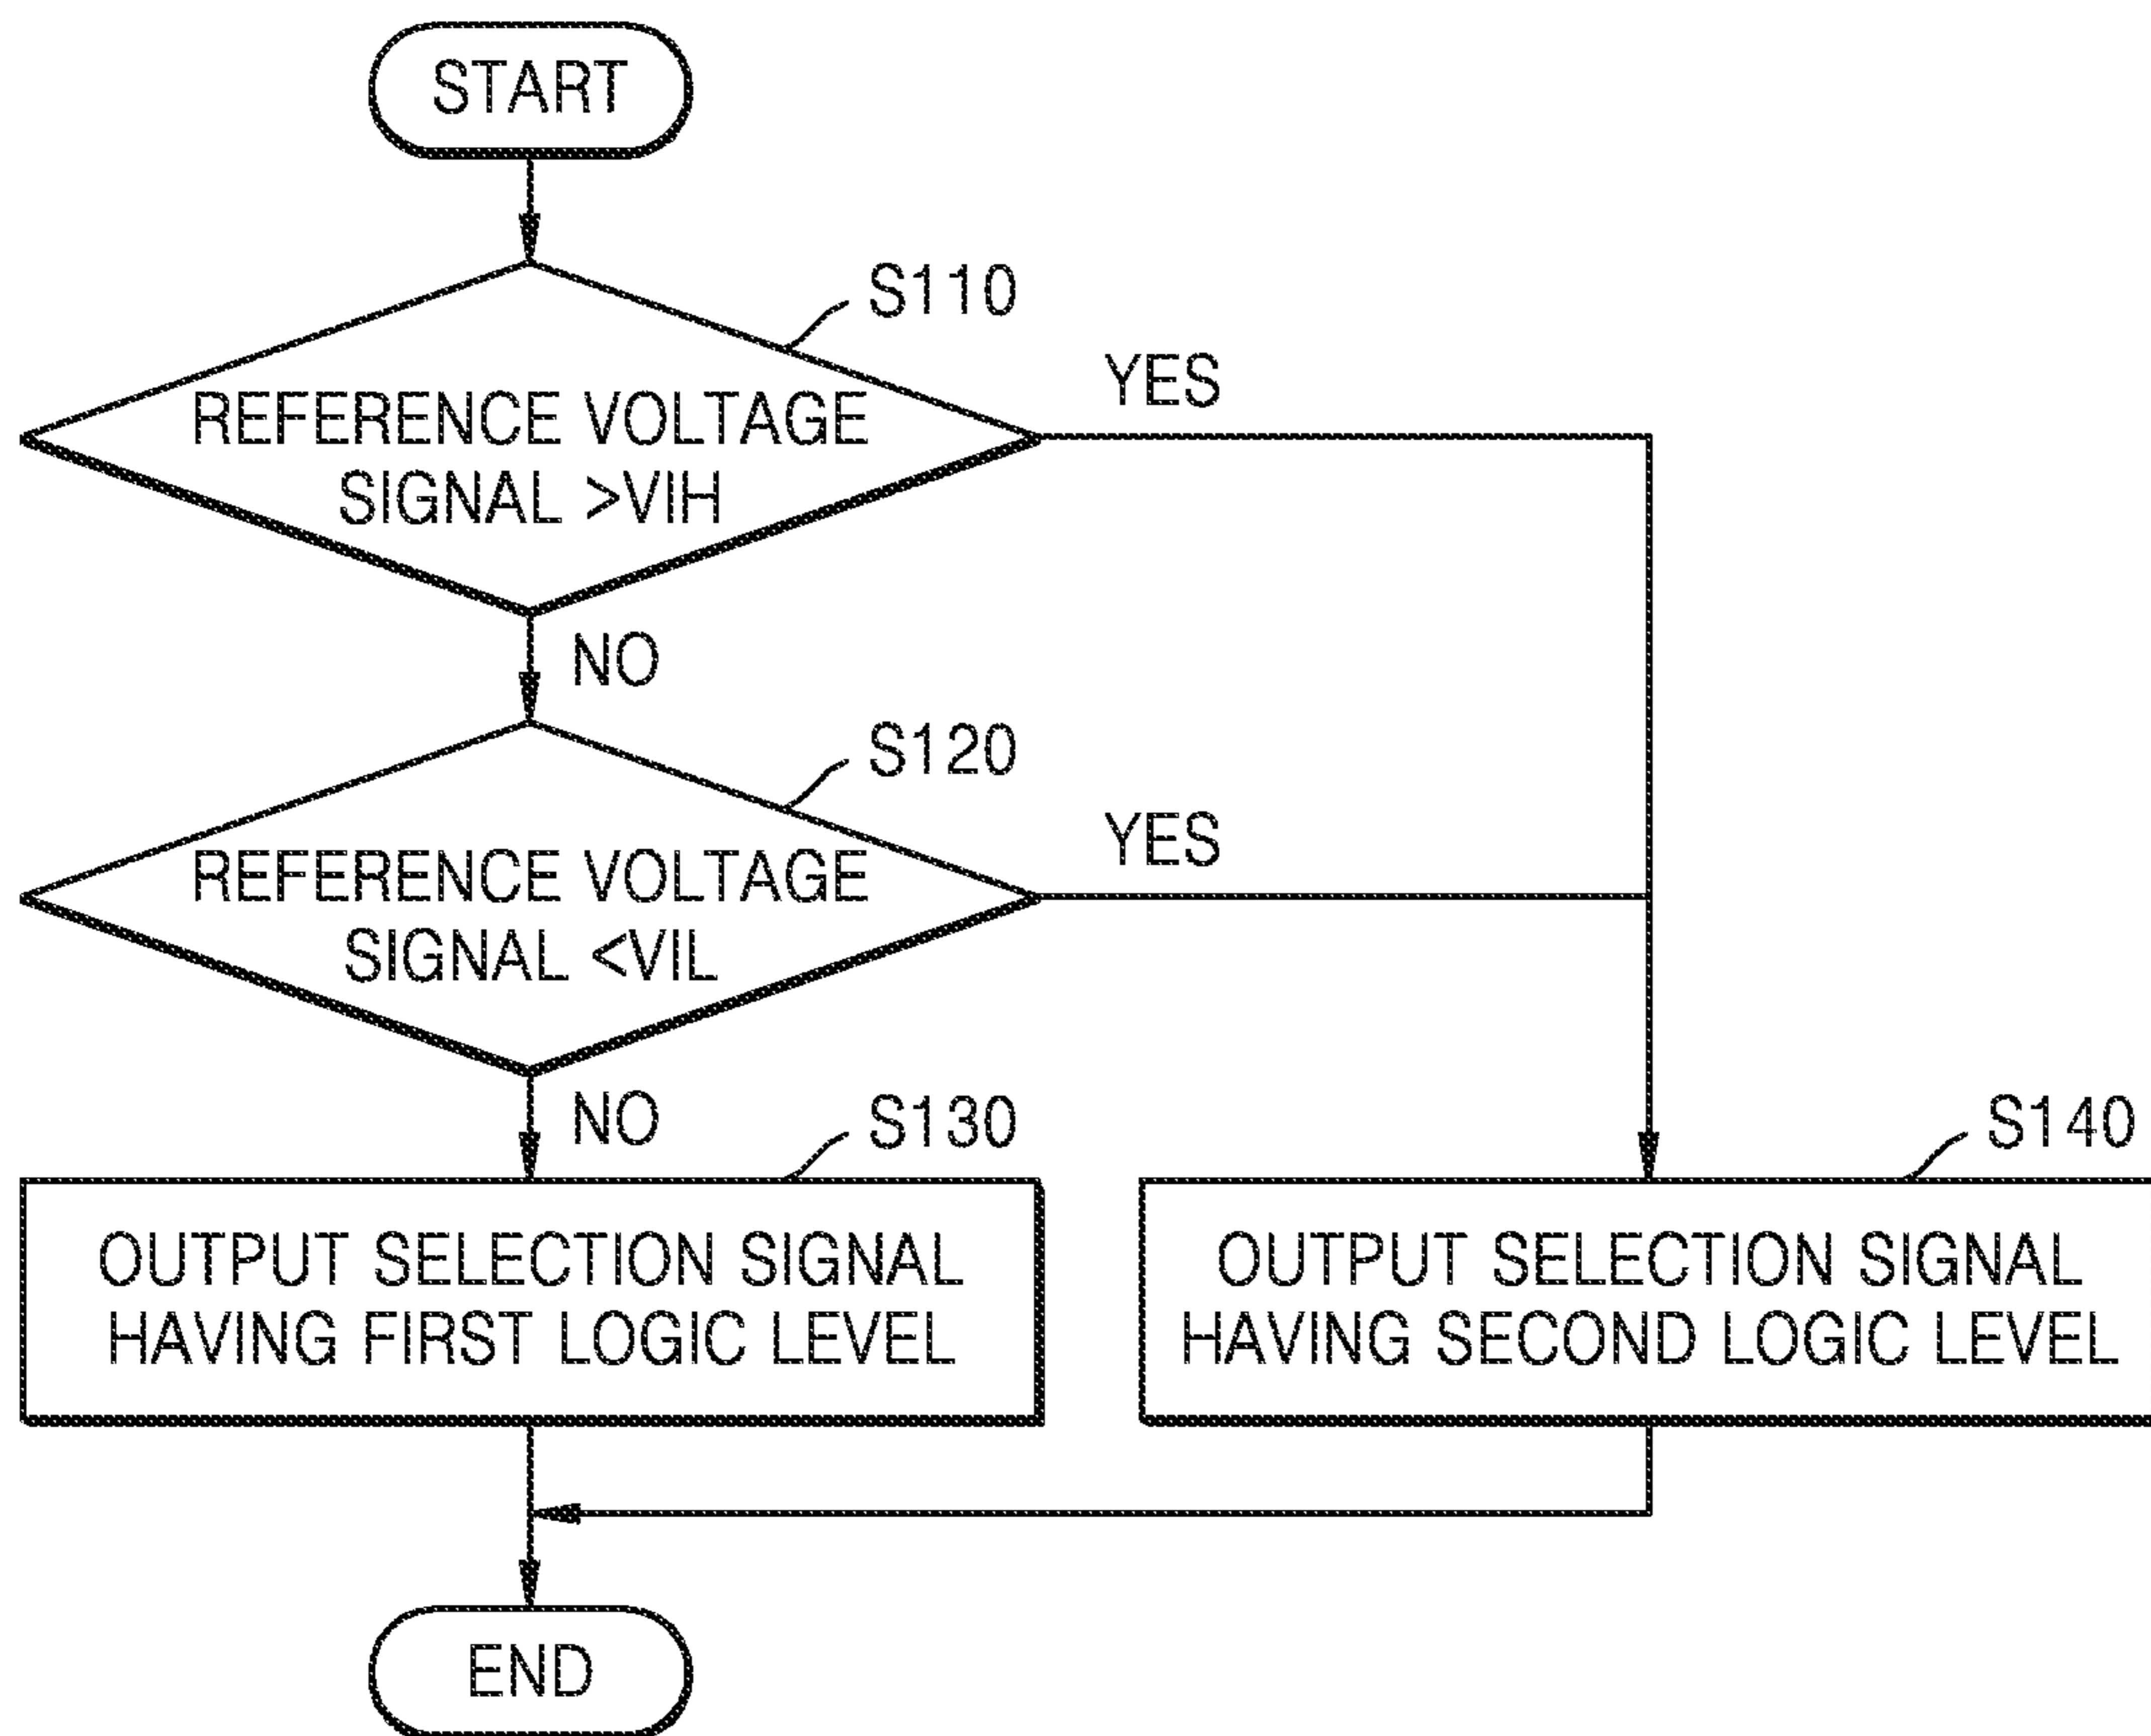 START
S110
REFERENCE VOLTAGE
SIGNAL >VIH
YES
NO
S120
REFERENCE VOLTAGE
SIGNAL <VIL
YES
NO
S130
OUTPUT SELECTION SIGNAL
HAVING FIRST LOGIC LEVEL
S140
OUTPUT SELECTION SIGNAL
HAVING SECOND LOGIC LEVEL
END